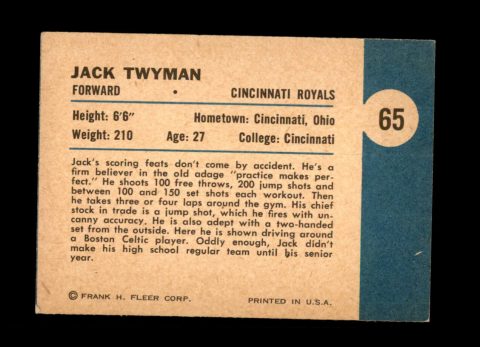 JACK TWYMAN
FORWARD • CINCINNATI ROYALS
65
Height: 6'6" Hometown: Cincinnati, Ohio
Weight: 210 Age: 27 College: Cincinnati
Jack's scoring feats don't come by accident. He's a
firm believer in the old adage "practice makes per-
fect." He shoots 100 free throws, 200 jump shots and
between 100 and 150 set shots each workout. Then
he takes three or four laps around the gym. His chief
stock in trade is a jump shot, which he fires with un-
canny accuracy. He is also adept with a two-handed
set from the outside. Here he is shown driving around
a Boston Celtic player. Oddly enough, Jack didn't
make his high school regular team until his senior
year.
© FRANK H. FLEER CORP. PRINTED IN U.S.A.